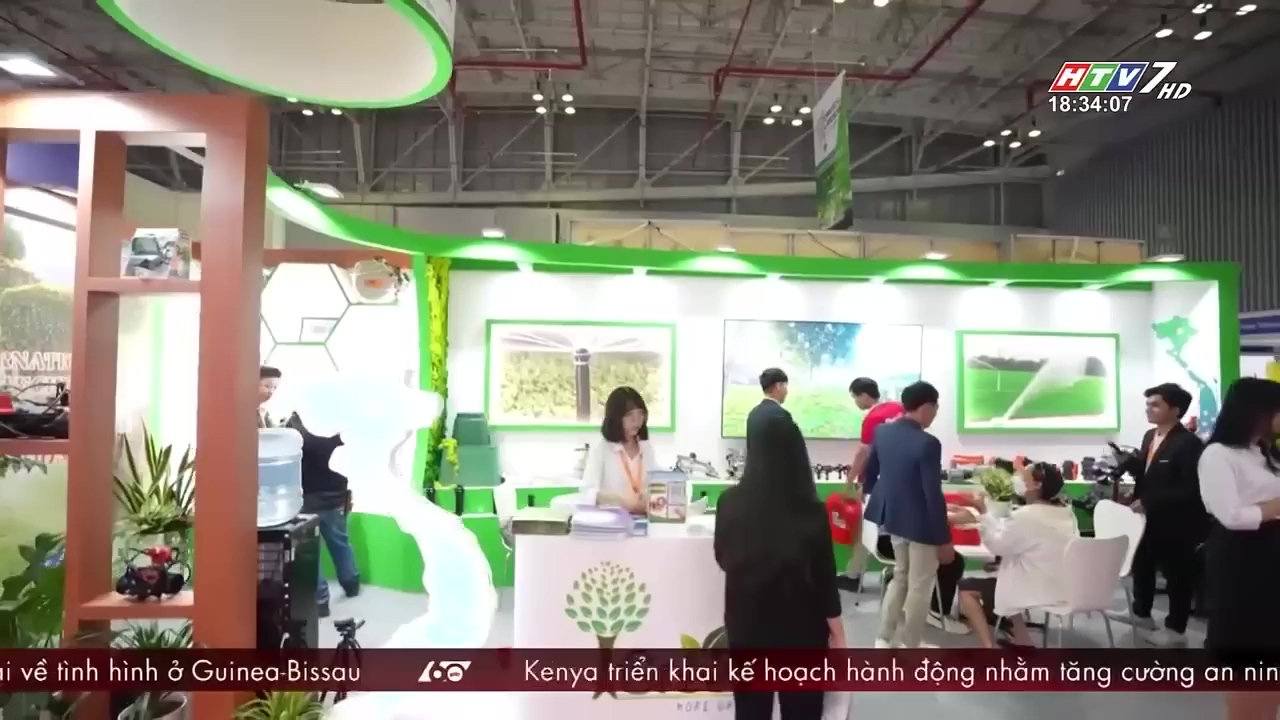 HTV7 HD
18:34:07
ai về tình hình ở Guinea-Bissau 60 Kenya triển khai kế hoạch hành động nhằm tăng cường an nin